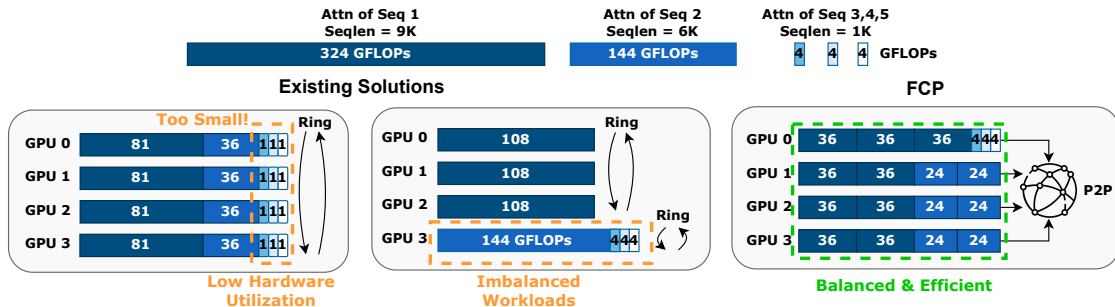 Attn of Seq 1
Seqlen = 9K
Attn of Seq 2
Seqlen = 6K
Attn of Seq 3,4,5
Seqlen = 1K
324 GFLOPs
144 GFLOPs
4 4 4 GFLOPs
Existing Solutions
FCP
Too Small!
Ring
GPU 0 81 36 1 1 1
GPU 1 81 36 1 1 1
GPU 2 81 36 1 1 1
GPU 3 81 36 1 1 1
Low Hardware
Utilization
Ring
GPU 0 108
GPU 1 108
GPU 2 108
Ring
GPU 3 144 GFLOPs 4 4 4
Imbalanced
Workloads
GPU 0 36 36 36 4 4 4
GPU 1 36 36 24 24
GPU 2 36 36 24 24
GPU 3 36 36 24 24
P2P
Balanced & Efficient